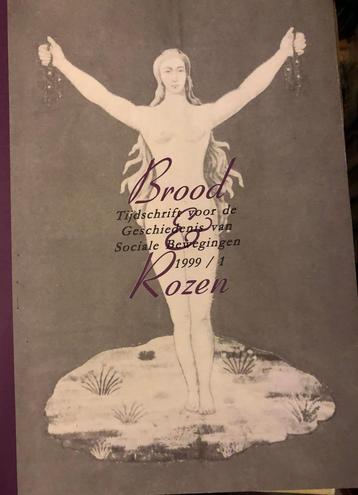 Brood
Tijdschrift voor de
&
Geschiedenis van
Sociale Bewegingen
1999 / 1
Rozen